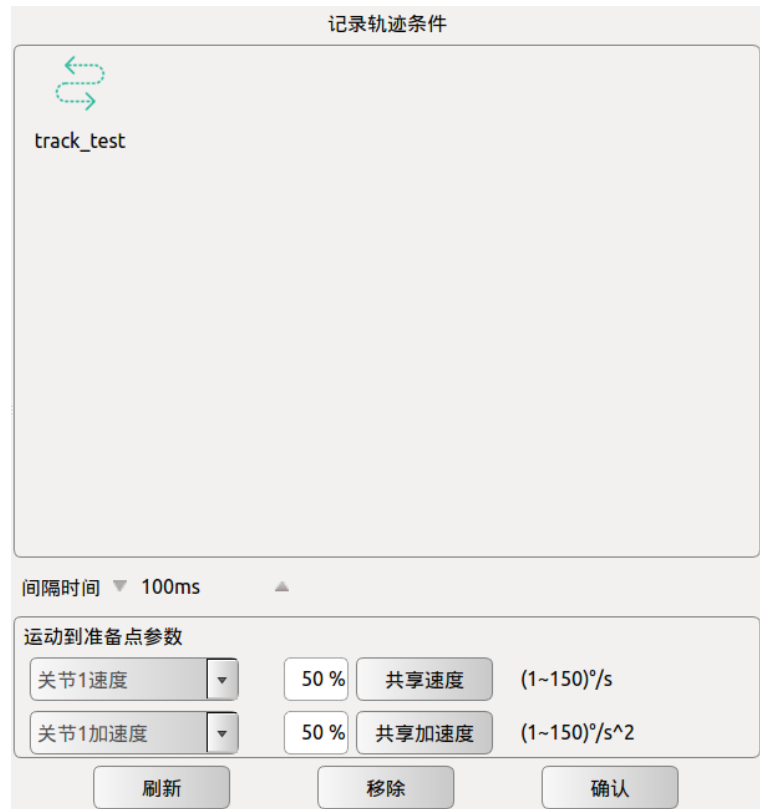 记录轨迹条件
track_test
间隔时间 100ms
运动到准备点参数
关节1速度 50 % 共享速度 (1~150)°/s
关节1加速度 50 % 共享加速度 (1~150)°/s^2
刷新 移除 确认